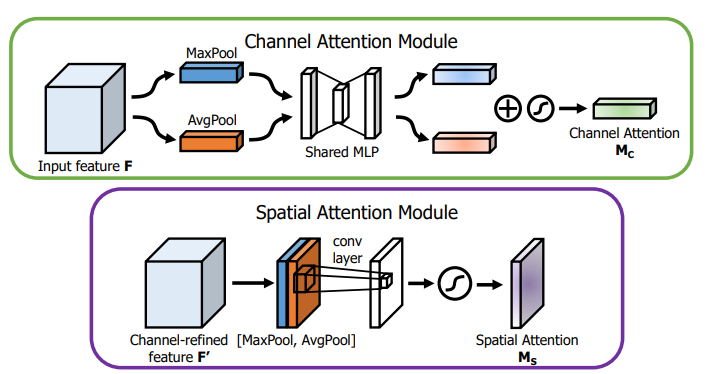 Channel Attention Module
MaxPool
AvgPool
Input feature F
Shared MLP
Channel Attention
Mc
Spatial Attention Module
conv
layer
Channel-refined
feature F’
[MaxPool, AvgPool]
Spatial Attention
Ms